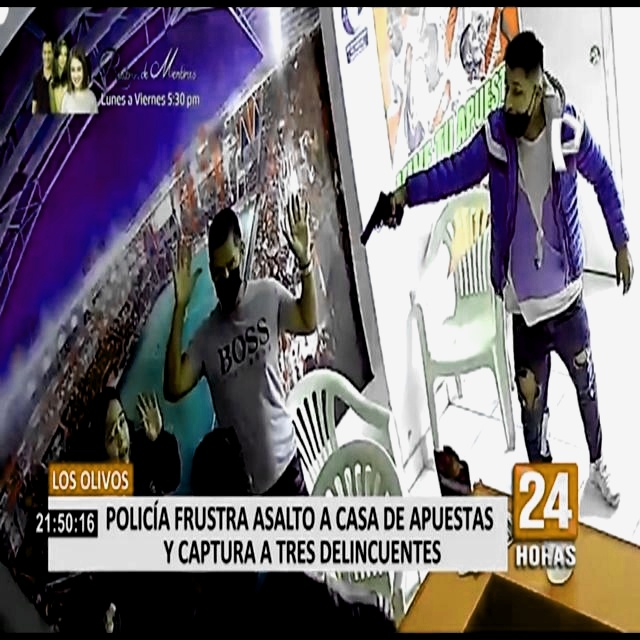 Lunes a Viernes 5:30 pm
BOSS
LOS OLIVOS
21:50:16
POLICÍA FRUSTRA ASALTO A CASA DE APUESTAS
Y CAPTURA A TRES DELINCUENTES
24
HORAS